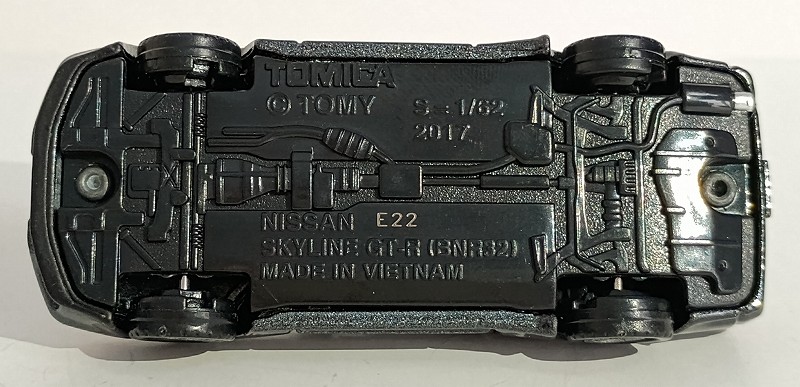 TOMICA
© TOMY S=1/62
2017
NISSAN E22
SKYLINE GT-R (BNR32)
MADE IN VIETNAM